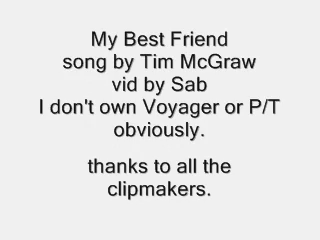 My Best Friend
song by Tim McGraw
vid by Sab
I don't own Voyager or P/T
obviously.
thanks to all the
clipmakers.